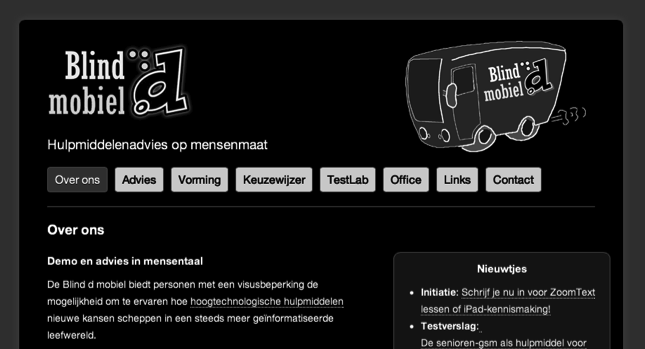 Blind d
mobiel
Blind d
mobiel
Hulpmiddelenadvies op mensenmaat
Over ons Advies Vorming Keuzewijzer TestLab Office Links Contact
Over ons
Demo en advies in mensentaal
De Blind d mobiel biedt personen met een visusbeperking de
mogelijkheid om te ervaren hoe hoogtechnologische hulpmiddelen
nieuwe kansen scheppen in een steeds meer geïnformatiseerde
leefwereld.
Nieuwtjes
• Initiatie: Schrijf je nu in voor ZoomText
lessen of iPad-kennismaking!
• Testverslag:
De senioren-gsm als hulpmiddel voor